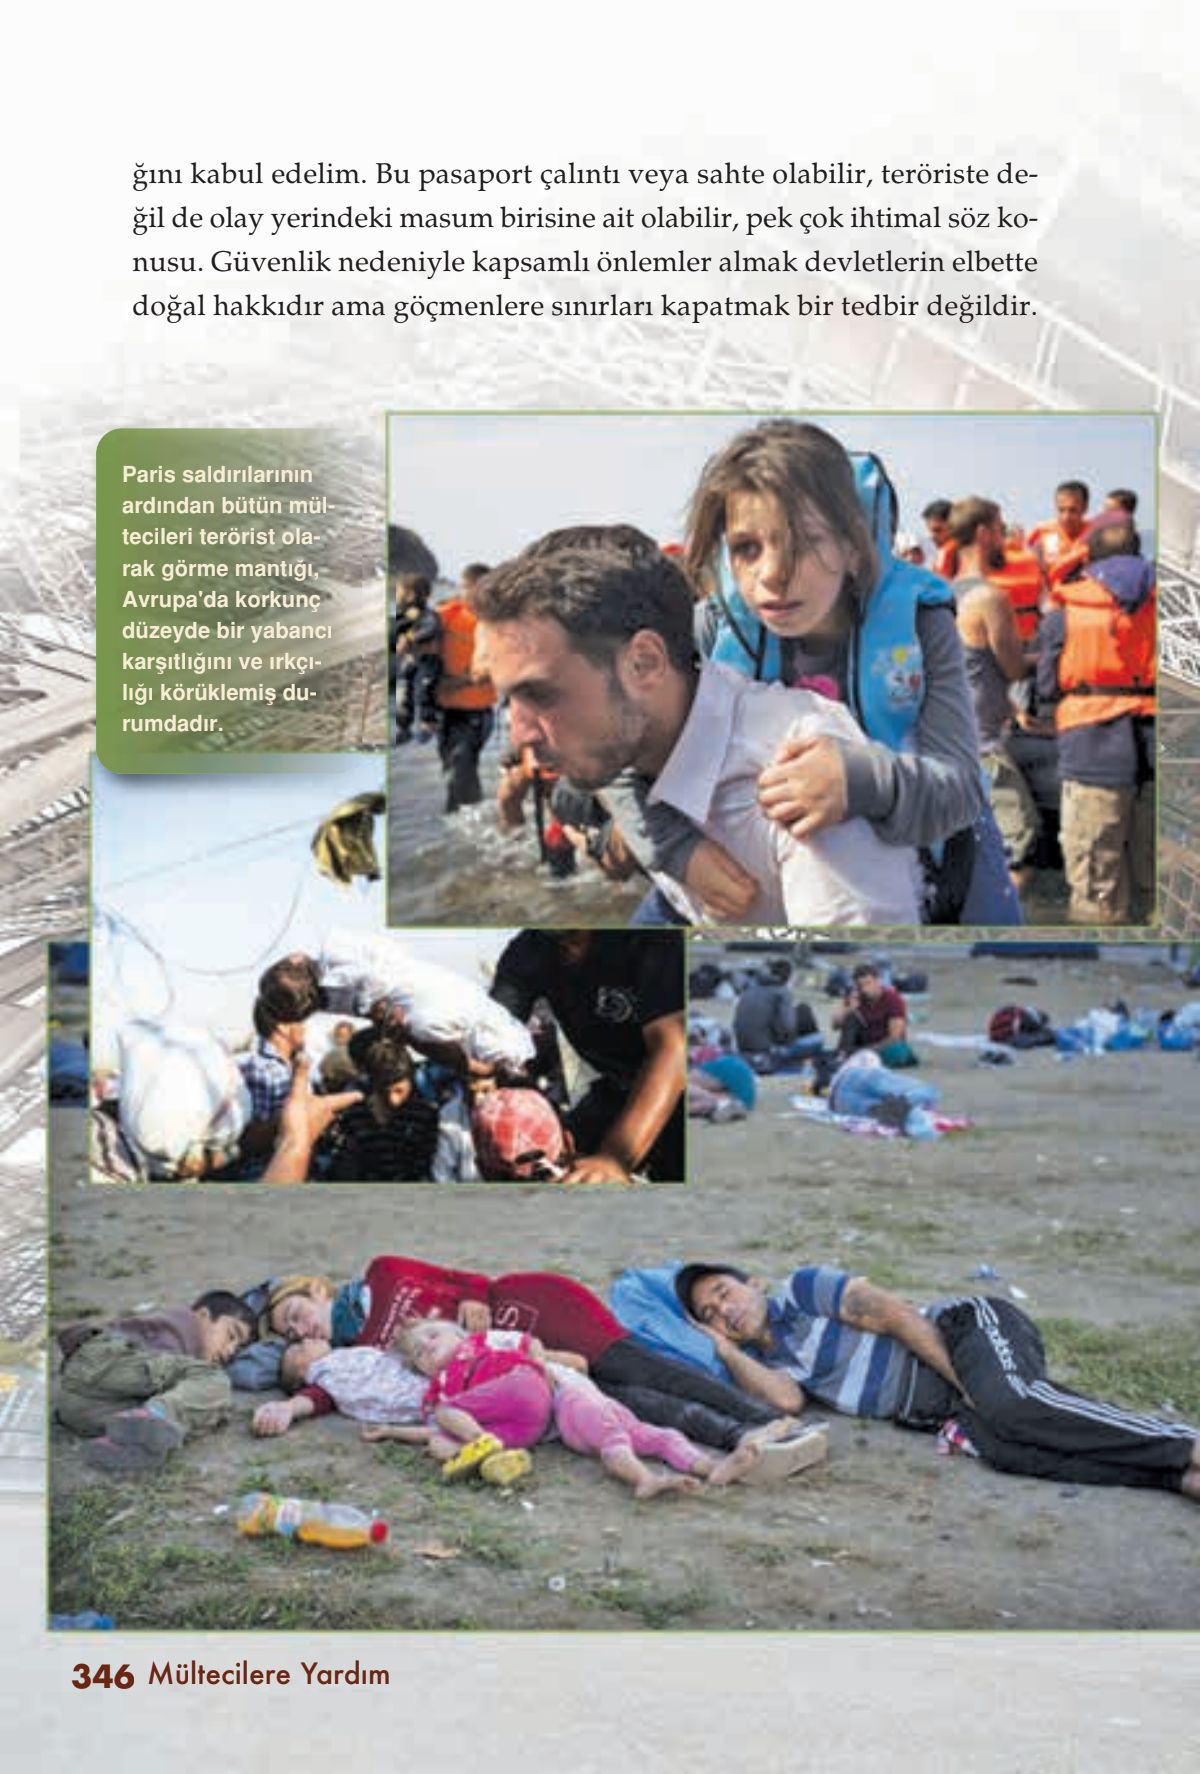 ğını kabul edelim. Bu pasaport çalıntı veya sahte olabilir, teröriste de-
ğil de olay yerindeki masum birisine ait olabilir, pek çok ihtimal söz ko-
nusu. Güvenlik nedeniyle kapsamlı önlemler almak devletlerin elbette
doğal hakkıdır ama göçmenlere sınırları kapatmak bir tedbir değildir.
Paris saldırılarının
ardından bütün mül-
tecileri terörist ola-
rak görme mantığı,
Avrupa'da korkunç
düzeyde bir yabancı
karşıtlığını ve ırkçı-
lığı körüklemiş du-
rumdadır.
adidas
346 Mültecilere Yardım